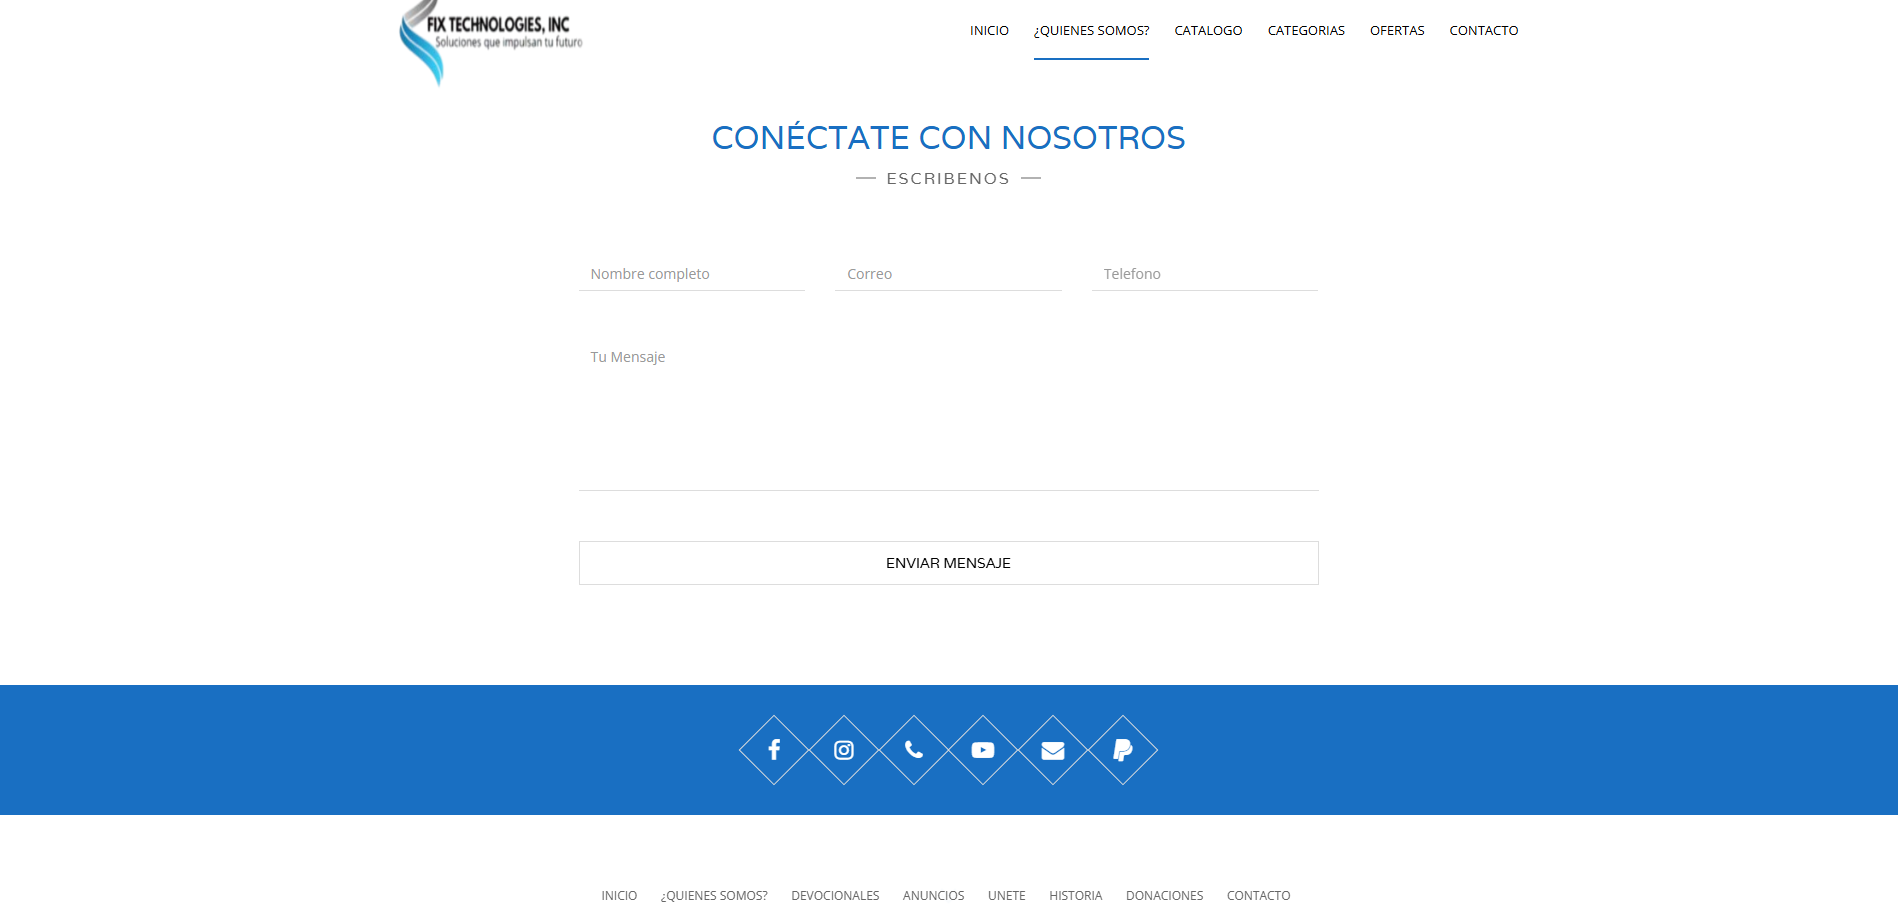 FIX TECHNOLOGIES, INC
Soluciones que impulsan tu futuro
INICIO ¿QUIENES SOMOS? CATALOGO CATEGORIAS OFERTAS CONTACTO
CONÉCTATE CON NOSOTROS
ESCRIBENOS
Nombre completo Correo Telefono
Tu Mensaje
ENVIAR MENSAJE
INICIO ¿QUIENES SOMOS? DEVOCIONALES ANUNCIOS UNETE HISTORIA DONACIONES CONTACTO